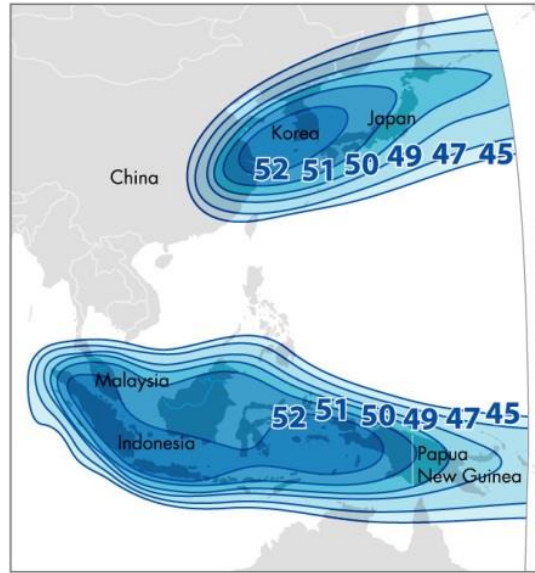 Korea
Japan
52 51 50 49 47 45
China
Malaysia
52 51 50 49 47 45
Indonesia
Papua
New Guinea